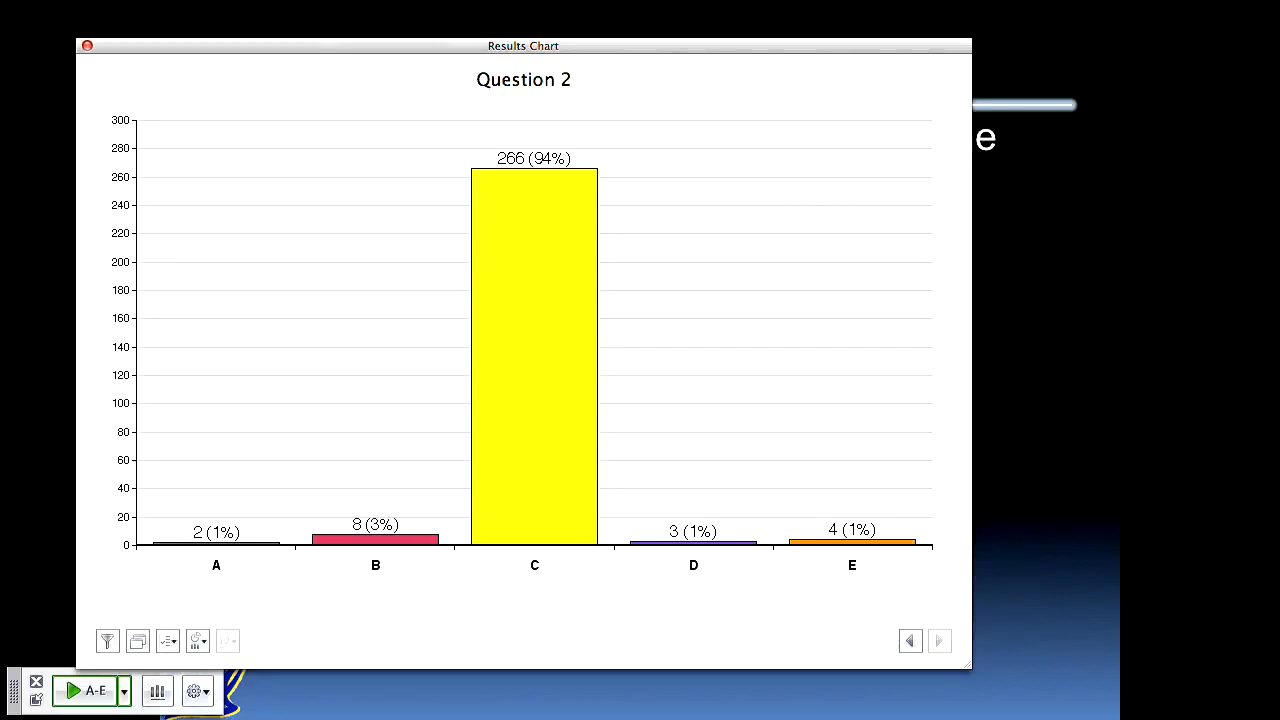 Results Chart
Question 2
e
300
280
266 (94%)
260
240
220
200
180
160
140
120
100
80
60
40
20
2 (1%)
8 (3%)
3 (1%)
4 (1%)
0
A
B
C
D
E
A-E